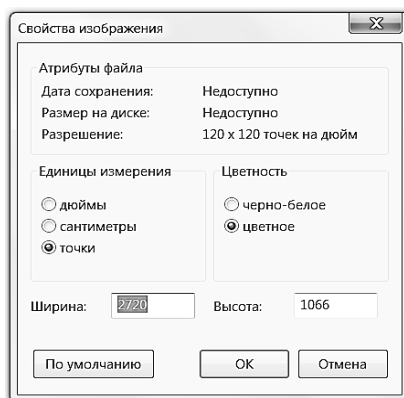 Свойства изображения
Атрибуты файла
Дата сохранения: Недоступно
Размер на диске: Недоступно
Разрешение: 120 x 120 точек на дюйм
Единицы измерения Цветность
дюймы черно-белое
сантиметры цветное
точки
Ширина: 2720 Высота: 1066
По умолчанию ОК Отмена